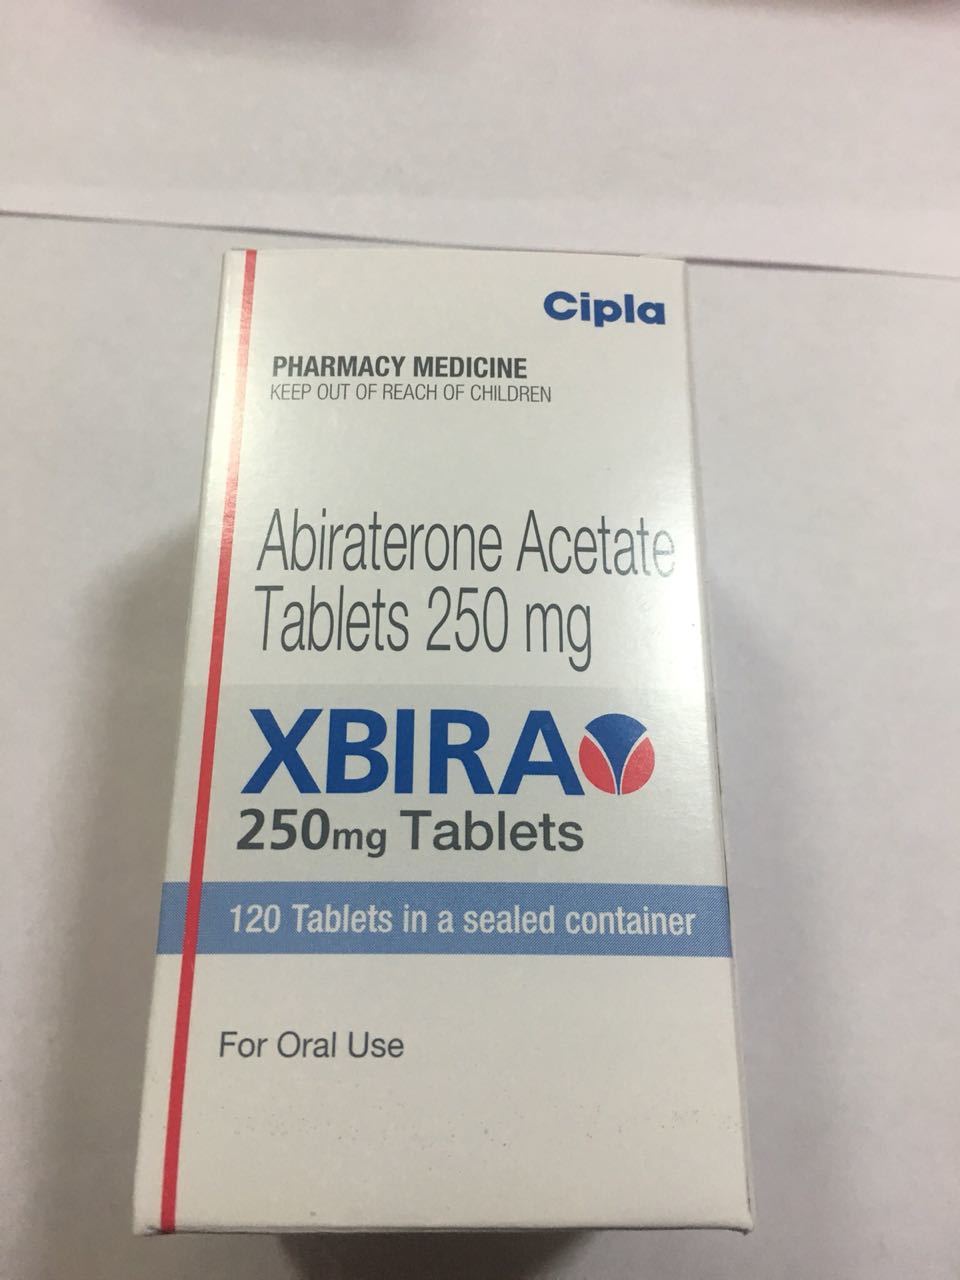 Cipla
PHARMACY MEDICINE
KEEP OUT OF REACH OF CHILDREN
Abiraterone Acetate
Tablets 250 mg
XBIRA
250mg Tablets
120 Tablets in a sealed container
For Oral Use